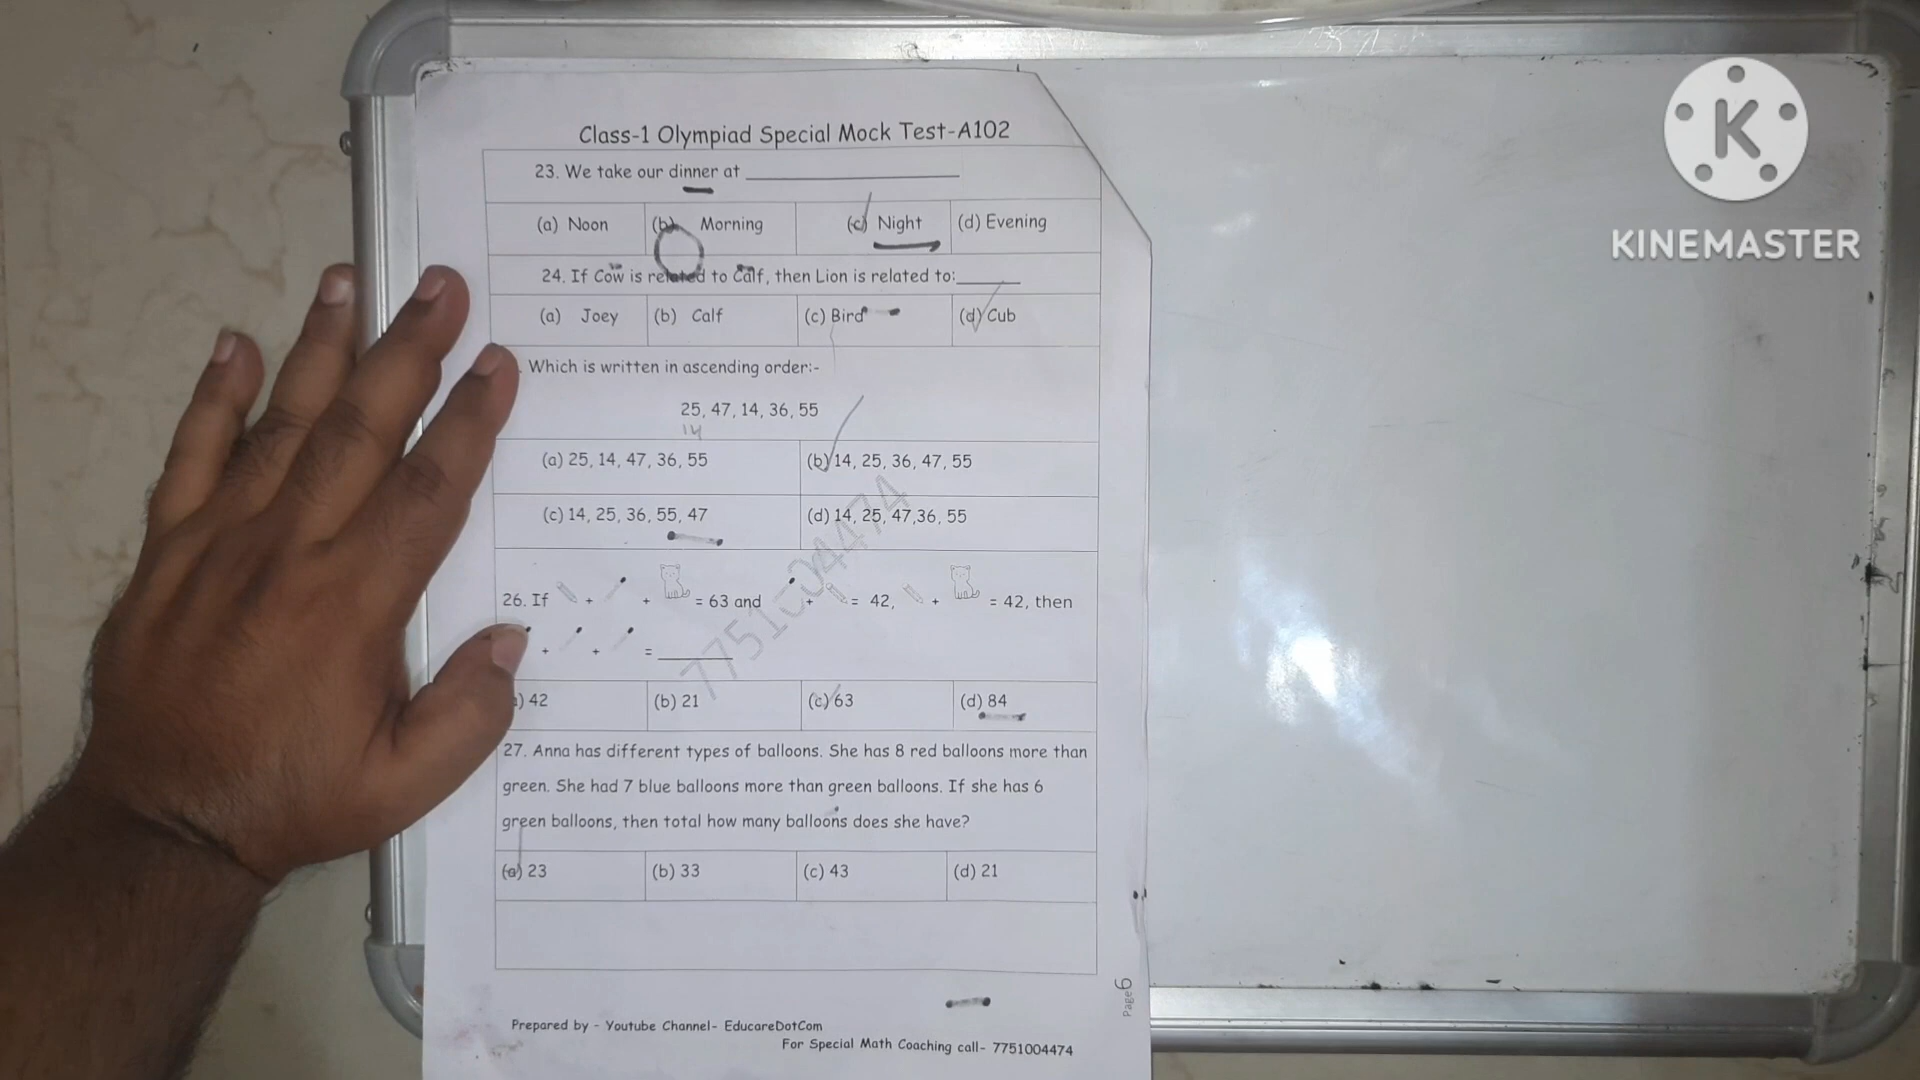 Class-1 Olympiad Special Mock Test-A102
23. We take our dinner at ____________
(a) Noon (b) Morning (c) Night (d) Evening
24. If Cow is related to Calf, then Lion is related to:____
(a) Joey (b) Calf (c) Bird (d) Cub
. Which is written in ascending order:-
25, 47, 14, 36, 55
14
(a) 25, 14, 47, 36, 55 (b) 14, 25, 36, 47, 55
(c) 14, 25, 36, 55, 47 (d) 14, 25, 47,36, 55
26. If + + = 63 and + = 42, + = 42, then
+ + = ______
) 42 (b) 21 (c) 63 (d) 84
27. Anna has different types of balloons. She has 8 red balloons more than
green. She had 7 blue balloons more than green balloons. If she has 6
green balloons, then total how many balloons does she have?
(a) 23 (b) 33 (c) 43 (d) 21
7751004474
Page6
Prepared by - Youtube Channel- EducareDotCom
For Special Math Coaching call- 7751004474
K
KINEMASTER